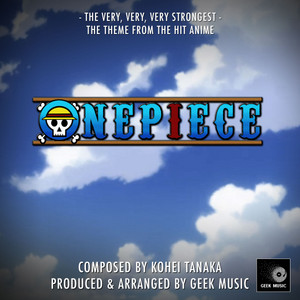 - THE VERY, VERY, VERY STRONGEST -
THE THEME FROM THE HIT ANIME
ONEPIECE
COMPOSED BY KOHEI TANAKA
PRODUCED & ARRANGED BY GEEK MUSIC
GEEK MUSIC